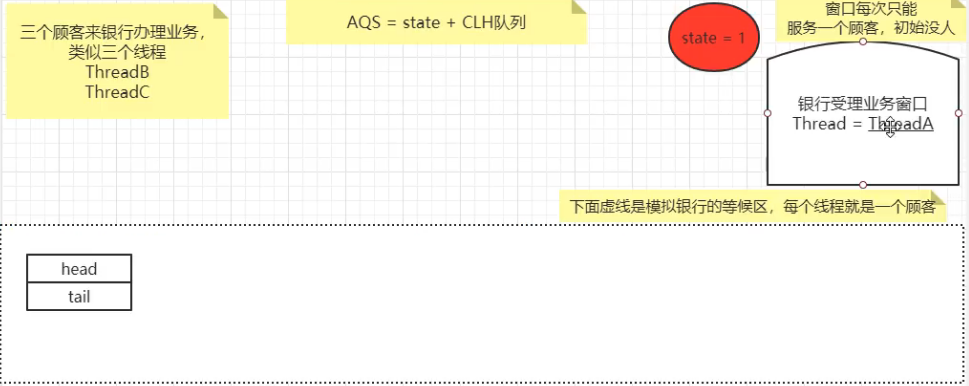 三个顾客来银行办理业务，
类似三个线程
ThreadB
ThreadC
AQS = state + CLH队列
state = 1
窗口每次只能
服务一个顾客，初始没人
银行受理业务窗口
Thread = ThreadA
下面虚线是模拟银行的等候区，每个线程就是一个顾客
head
tail